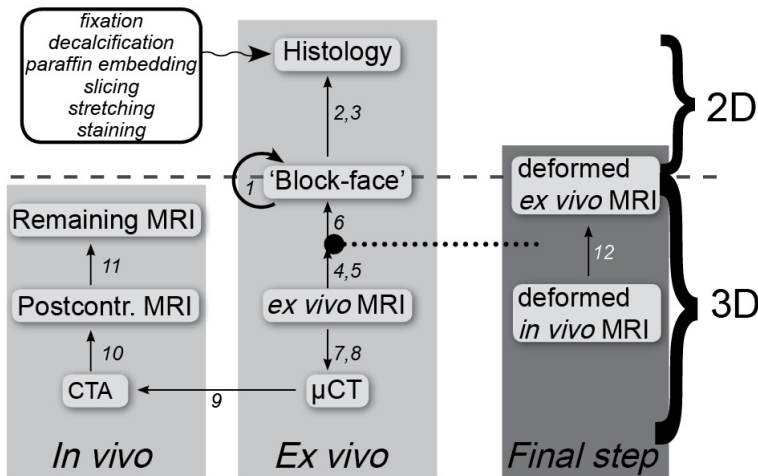 fixation
decalcification
paraffin embedding
slicing
stretching
staining
Histology
2,3
2D
'Block-face'
1
deformed
ex vivo MRI
Remaining MRI
6
11
12
4,5
Postcontr. MRI
ex vivo MRI
deformed
in vivo MRI
3D
10
7,8
CTA
9
µCT
In vivo
Ex vivo
Final step